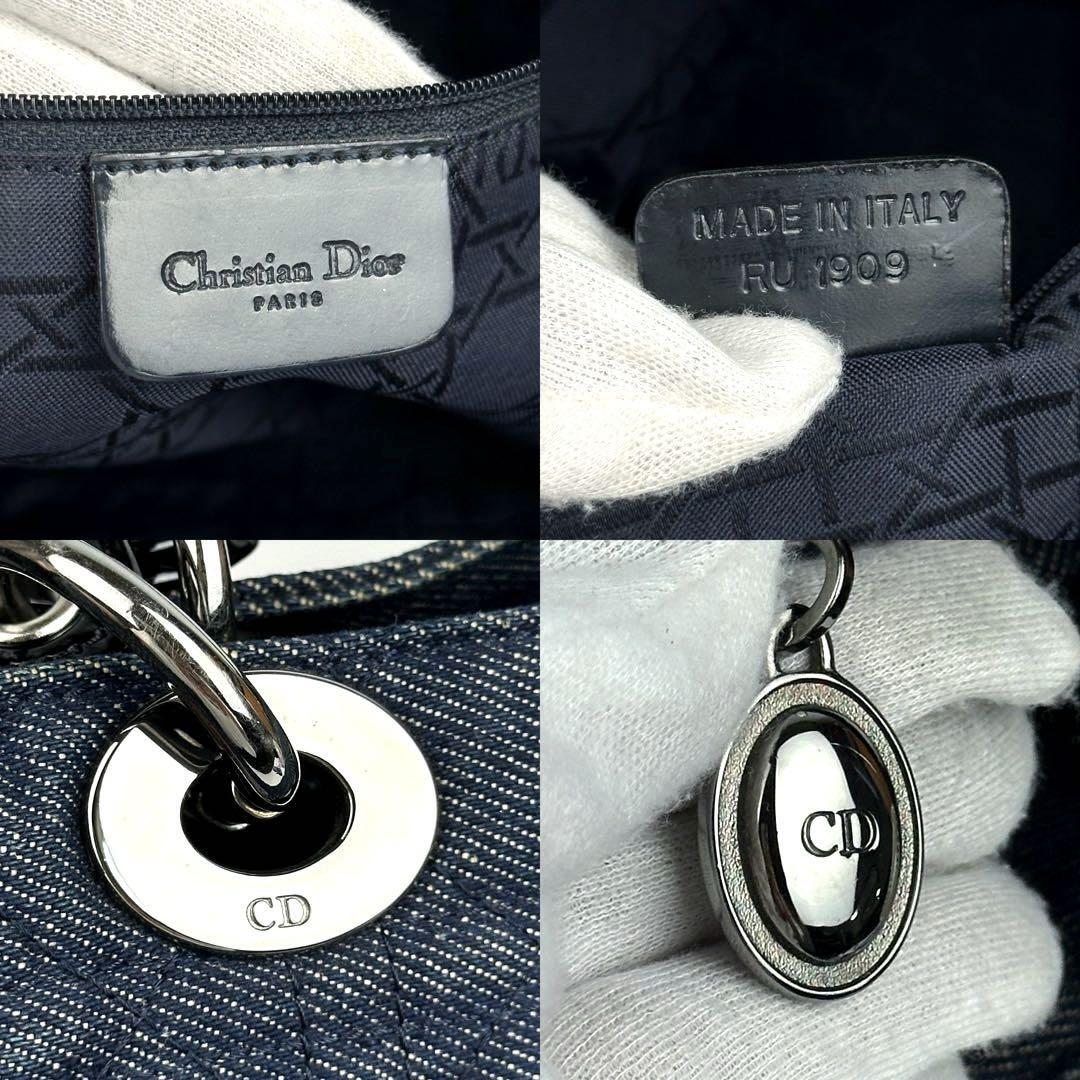 Christian Dior
PARIS
MADE IN ITALY
RU 1909
CD
CD